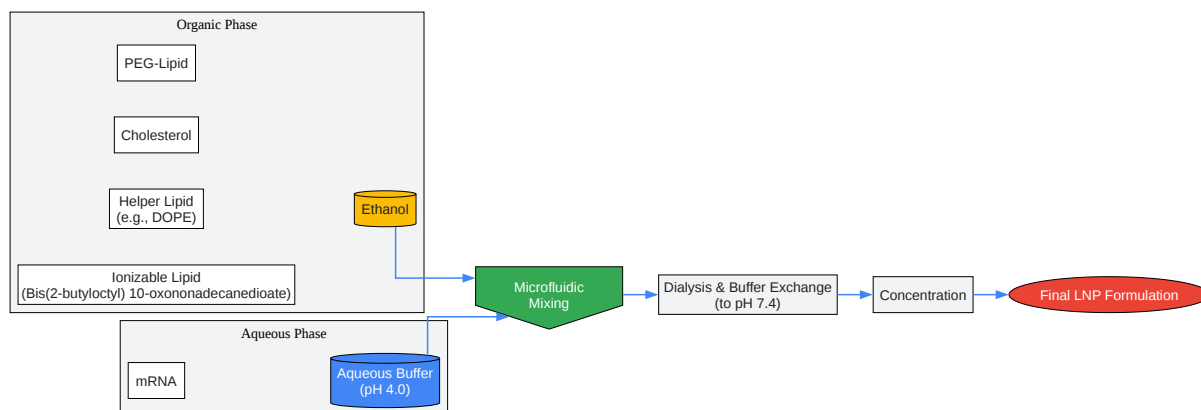 Organic Phase
PEG-Lipid
Cholesterol
Helper Lipid
(e.g., DOPE)
Ethanol
Ionizable Lipid
(Bis(2-butyloctyl) 10-oxononadecanedioate)
Microfluidic
Mixing
Dialysis & Buffer Exchange
(to pH 7.4)
Concentration
Final LNP Formulation
Aqueous Phase
mRNA
Aqueous Buffer
(pH 4.0)